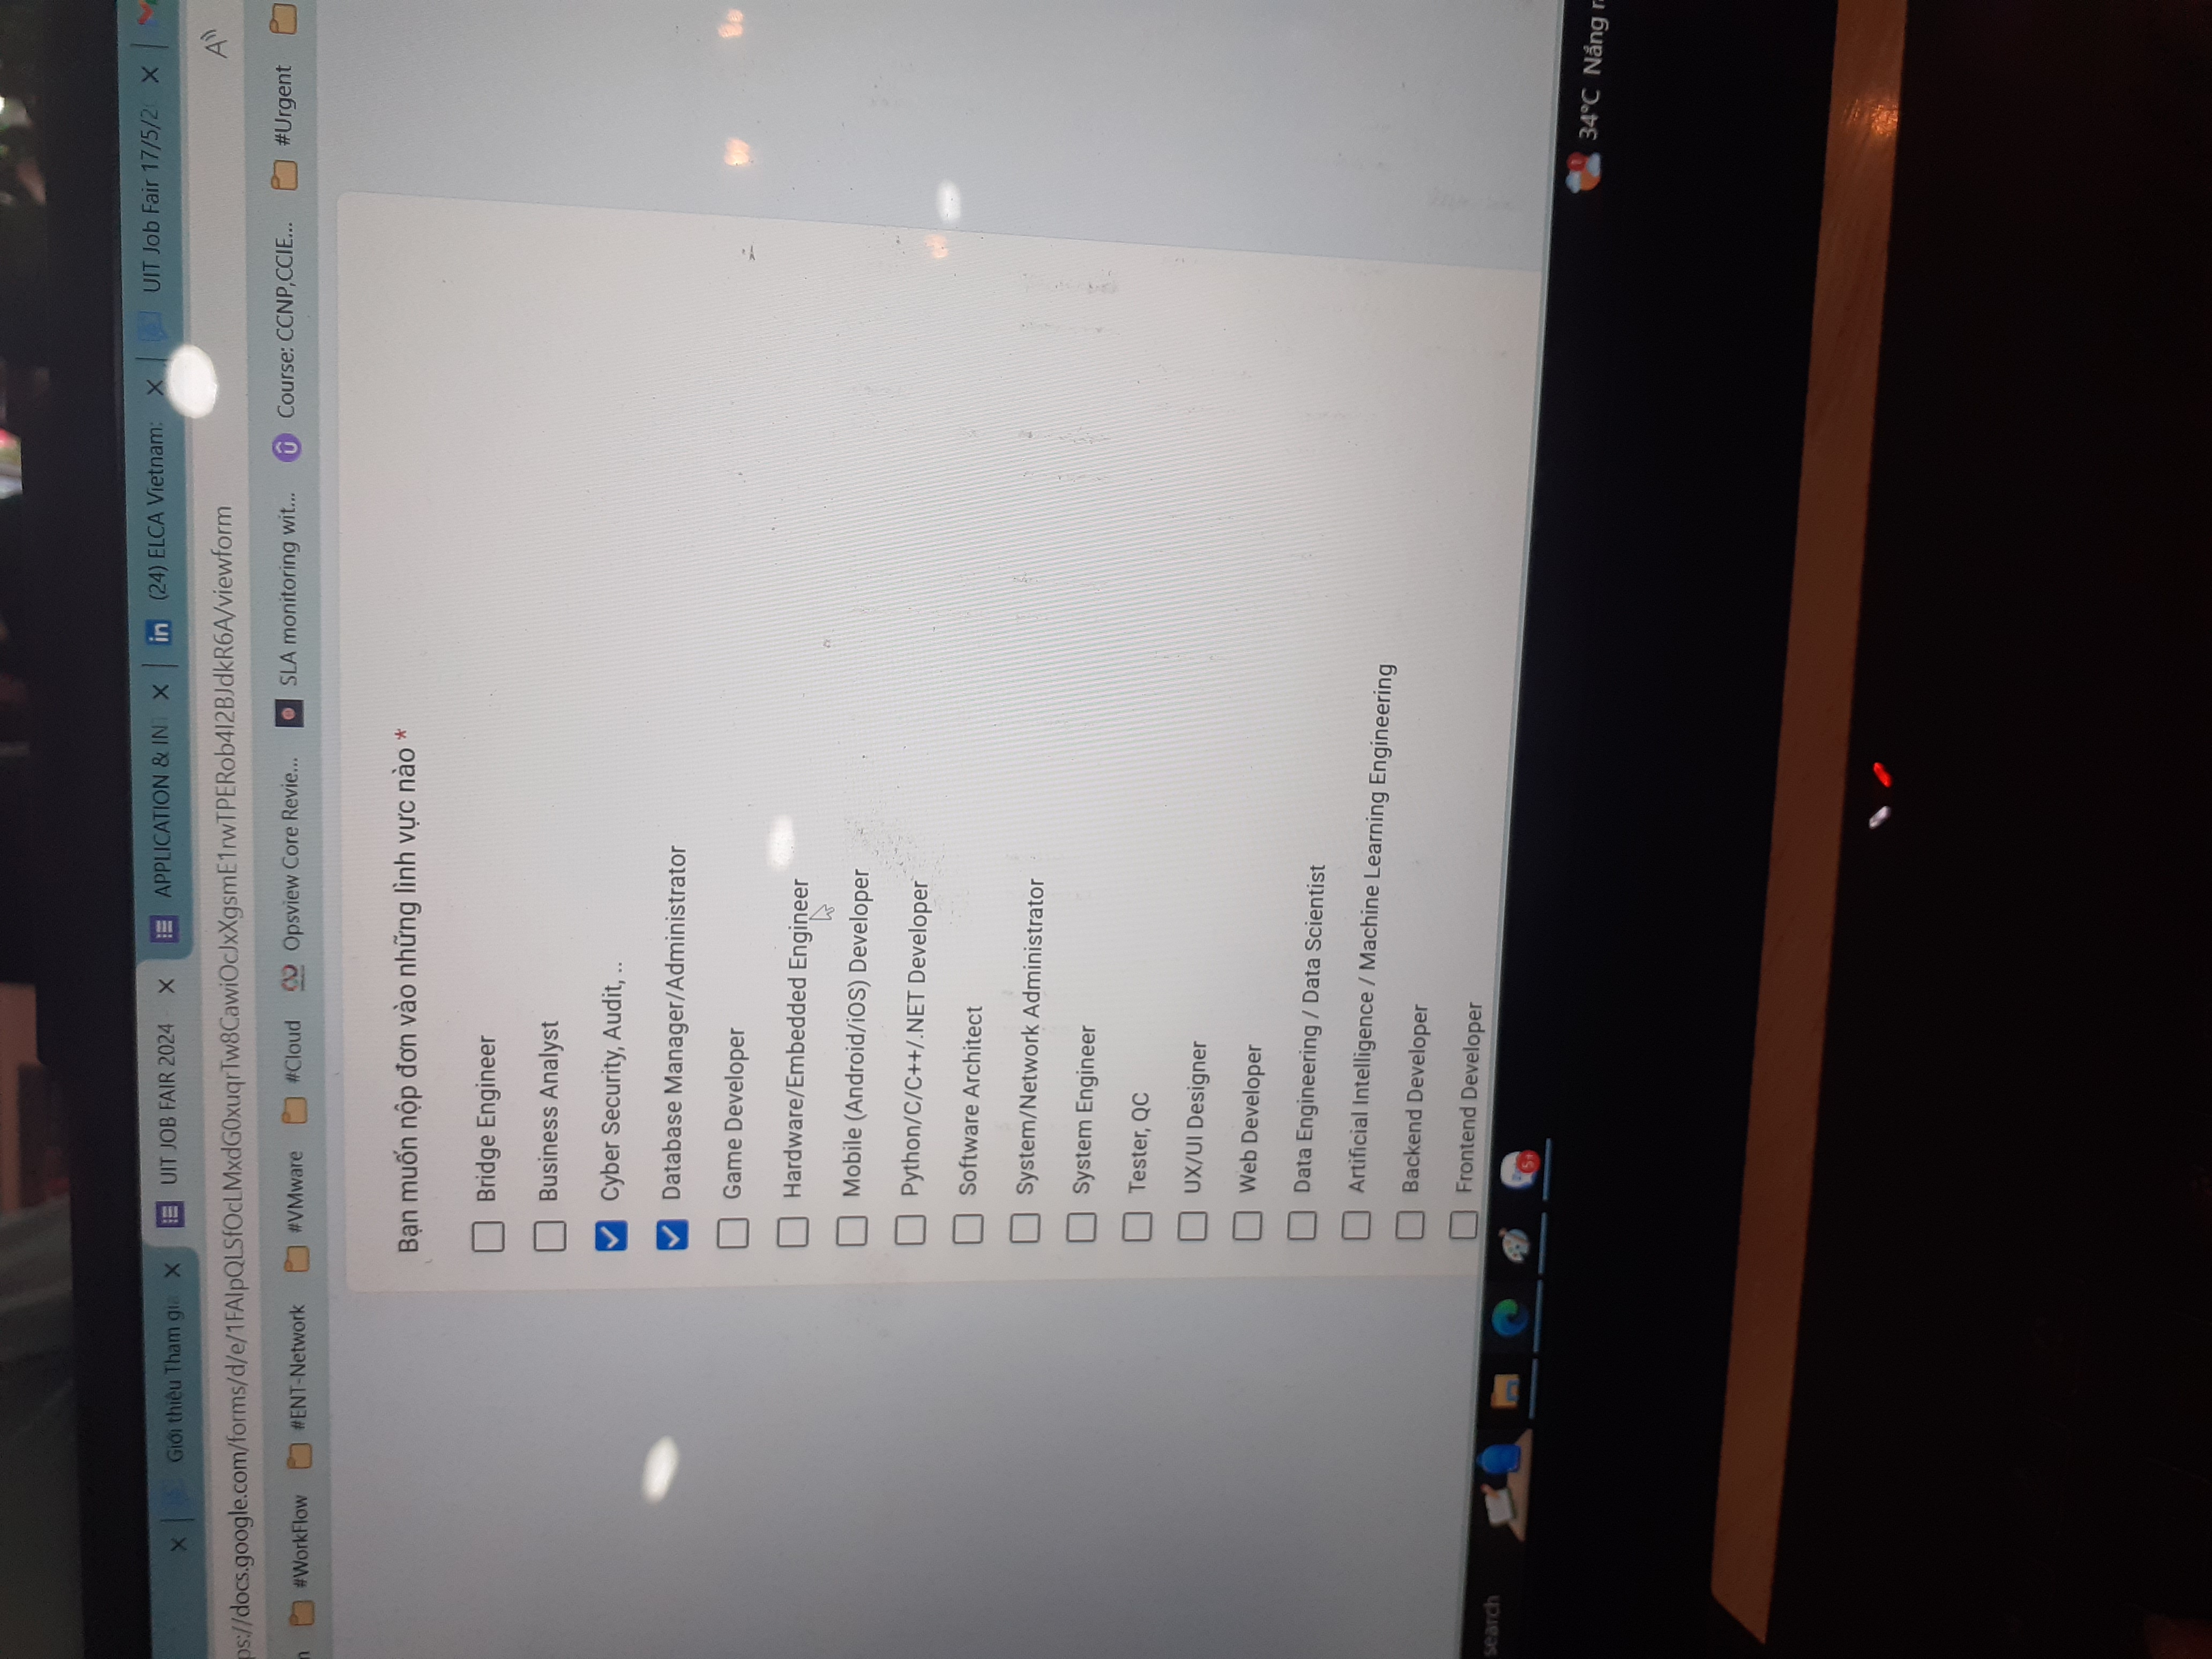 Giới thiệu Tham gia
UIT JOB FAIR 2024
APPLICATION & INT
in (24) ELCA Vietnam:
UIT Job Fair 17/5/2
ps://docs.google.com/forms/d/e/1FAIpQLSfOcLMxdG0xuqrTw8CawiOcJxXgsmE1rwTPERob4I2BJdkR6A/viewform
#WorkFlow
#ENT-Network
#VMware
#Cloud
Opsview Core Revie...
SLA monitoring wit...
Course: CCNP,CCIE...
#Urgent
Bạn muốn nộp đơn vào những lình vực nào *
Bridge Engineer
Business Analyst
Cyber Security, Audit, ..
Database Manager/Administrator
Game Developer
Hardware/Embedded Engineer
Mobile (Android/iOS) Developer
Python/C/C++/.NET Developer
Software Architect
System/Network Administrator
System Engineer
Tester, QC
UX/UI Designer
Web Developer
Data Engineering / Data Scientist
Artificial Intelligence / Machine Learning Engineering
Backend Developer
Frontend Developer
search
5+
34°C Nắng r